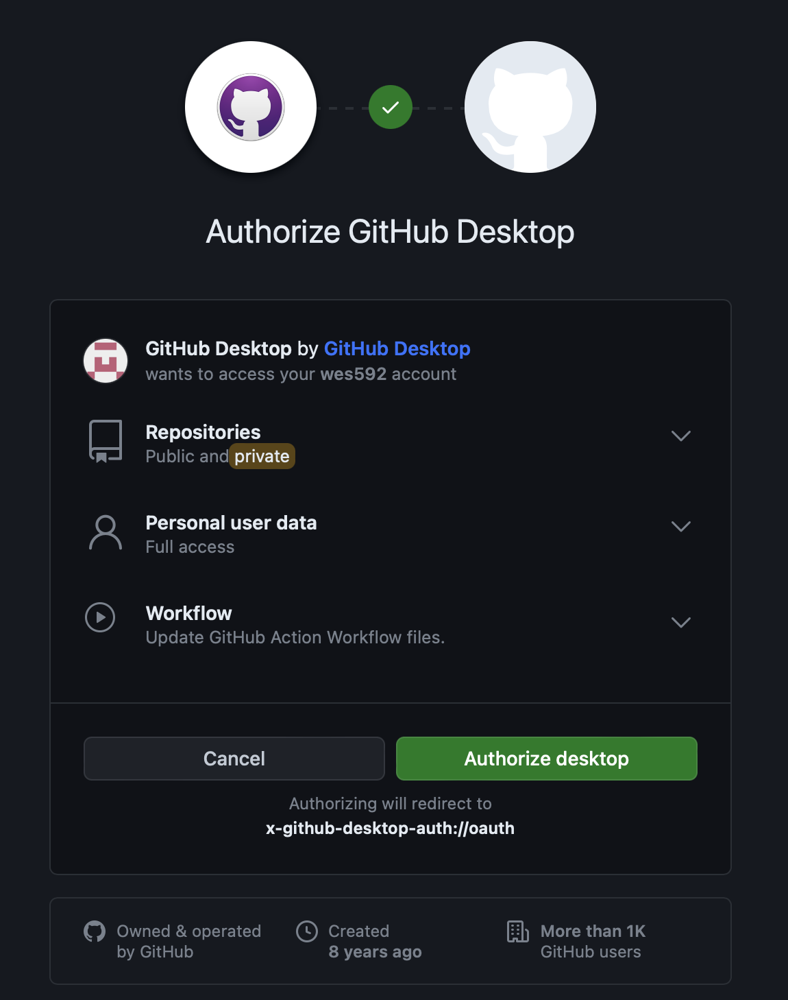 Authorize GitHub Desktop
GitHub Desktop by GitHub Desktop
wants to access your wes592 account
Repositories
Public and private
Personal user data
Full access
Workflow
Update GitHub Action Workflow files.
Cancel
Authorize desktop
Authorizing will redirect to
x-github-desktop-auth://oauth
Owned & operated
by GitHub
Created
8 years ago
More than 1K
GitHub users